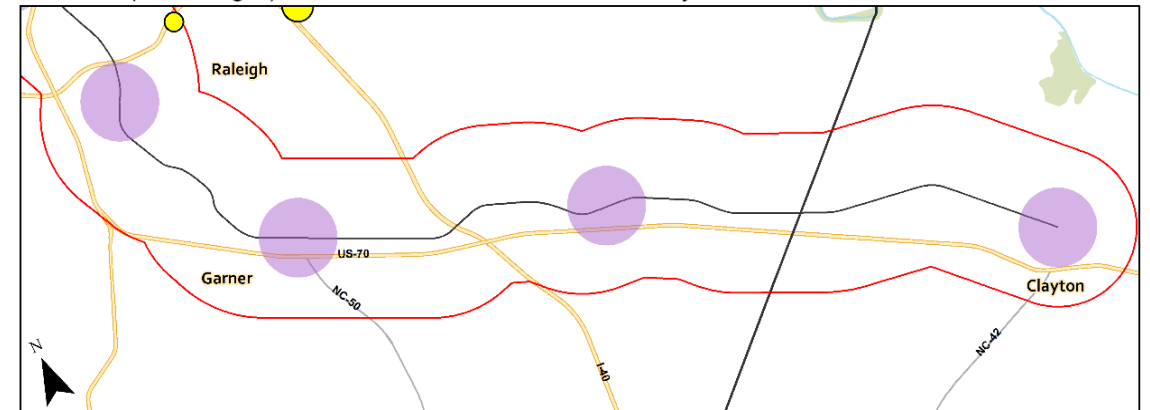 Raleigh
US-70
Garner
NC-50
Clayton
NC-42
I-40
N